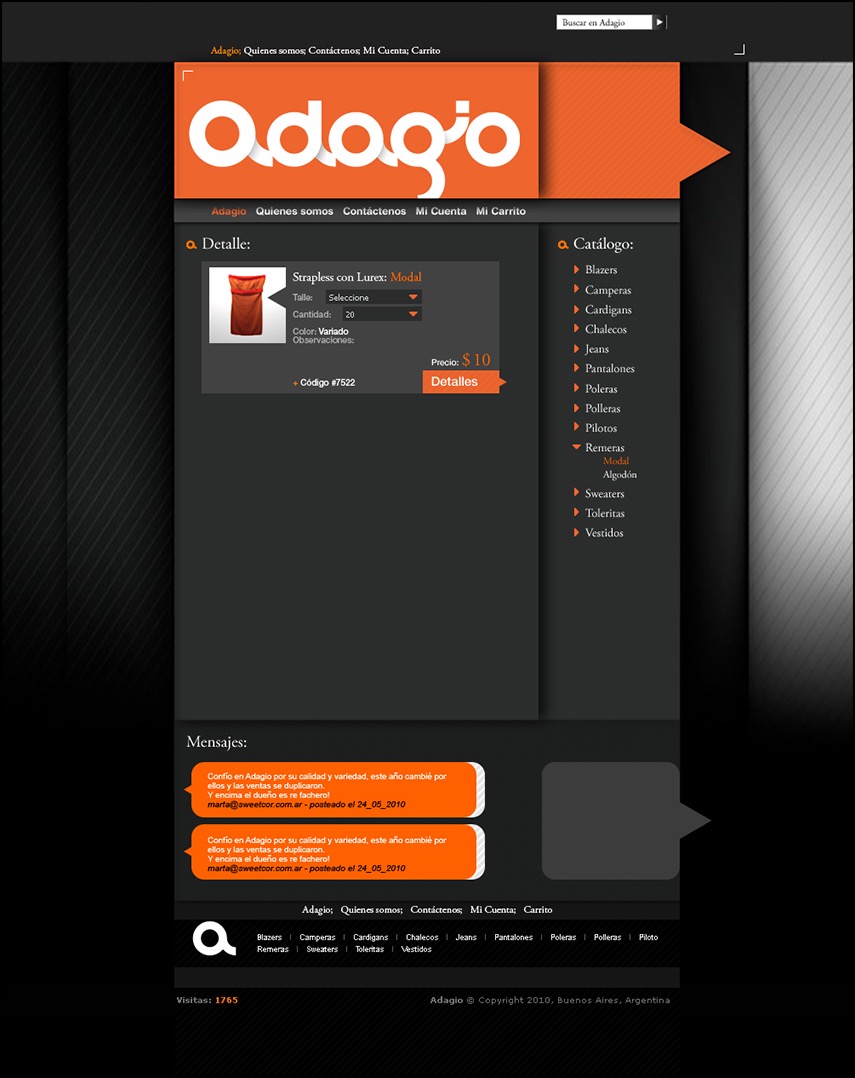 Buscar en Adagio
Adagio; Quienes somos; Contáctenos; Mi Cuenta; Carrito
adagio
Adagio Quienes somos Contáctenos Mi Cuenta Mi Carrito
Detalle:
Strapless con Lurex: Modal
Talle: Seleccione
Cantidad: 20
Color: Variado
Observaciones:
Precio: $ 10
+ Código #7522
Detalles
Catálogo:
Blazers
Camperas
Cardigans
Chalecos
Jeans
Pantalones
Poleras
Polleras
Pilotos
Remeras
Modal
Algodón
Sweaters
Toleritas
Vestidos
Mensajes:
Confío en Adagio por su calidad y variedad, este año cambié por
ellos y las ventas se duplicaron.
Y encima el dueño es re fachero!
marta@sweetcor.com.ar - posteado el 24_05_2010
Confío en Adagio por su calidad y variedad, este año cambié por
ellos y las ventas se duplicaron.
Y encima el dueño es re fachero!
marta@sweetcor.com.ar - posteado el 24_05_2010
Adagio; Quienes somos; Contáctenos; Mi Cuenta; Carrito
a
Blazers | Camperas | Cardigans | Chalecos | Jeans | Pantalones | Poleras | Polleras | Piloto
Remeras | Sweaters | Toleritas | Vestidos
Visitas: 1765
Adagio © Copyright 2010, Buenos Aires, Argentina